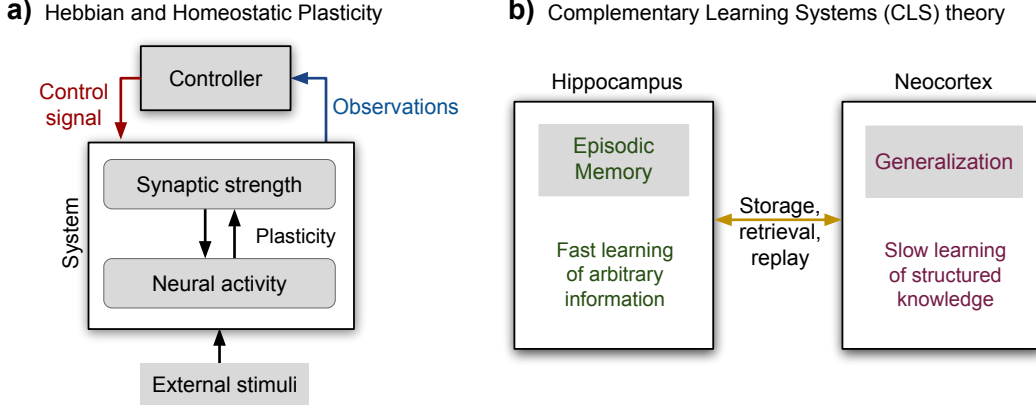 a) Hebbian and Homeostatic Plasticity
Controller
Control
signal
Observations
System
Synaptic strength
Plasticity
Neural activity
External stimuli
b) Complementary Learning Systems (CLS) theory
Hippocampus
Episodic
Memory
Fast learning
of arbitrary
information
Storage,
retrieval,
replay
Neocortex
Generalization
Slow learning
of structured
knowledge